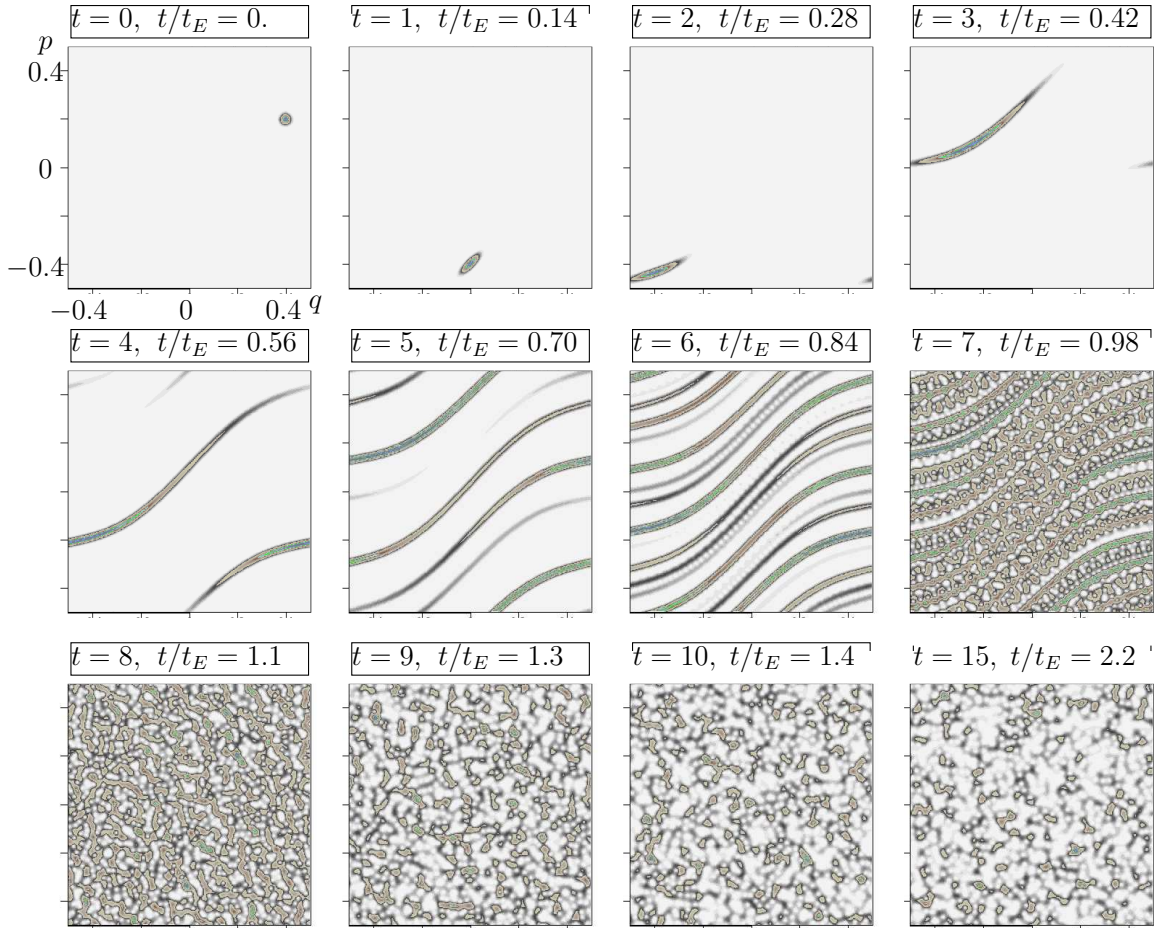 t = 0, t/t_E = 0.
t = 1, t/t_E = 0.14
t = 2, t/t_E = 0.28
t = 3, t/t_E = 0.42
p
0.4
0
−0.4
−0.4 0 0.4 q
t = 4, t/t_E = 0.56
t = 5, t/t_E = 0.70
t = 6, t/t_E = 0.84
t = 7, t/t_E = 0.98
t = 8, t/t_E = 1.1
t = 9, t/t_E = 1.3
t = 10, t/t_E = 1.4
t = 15, t/t_E = 2.2